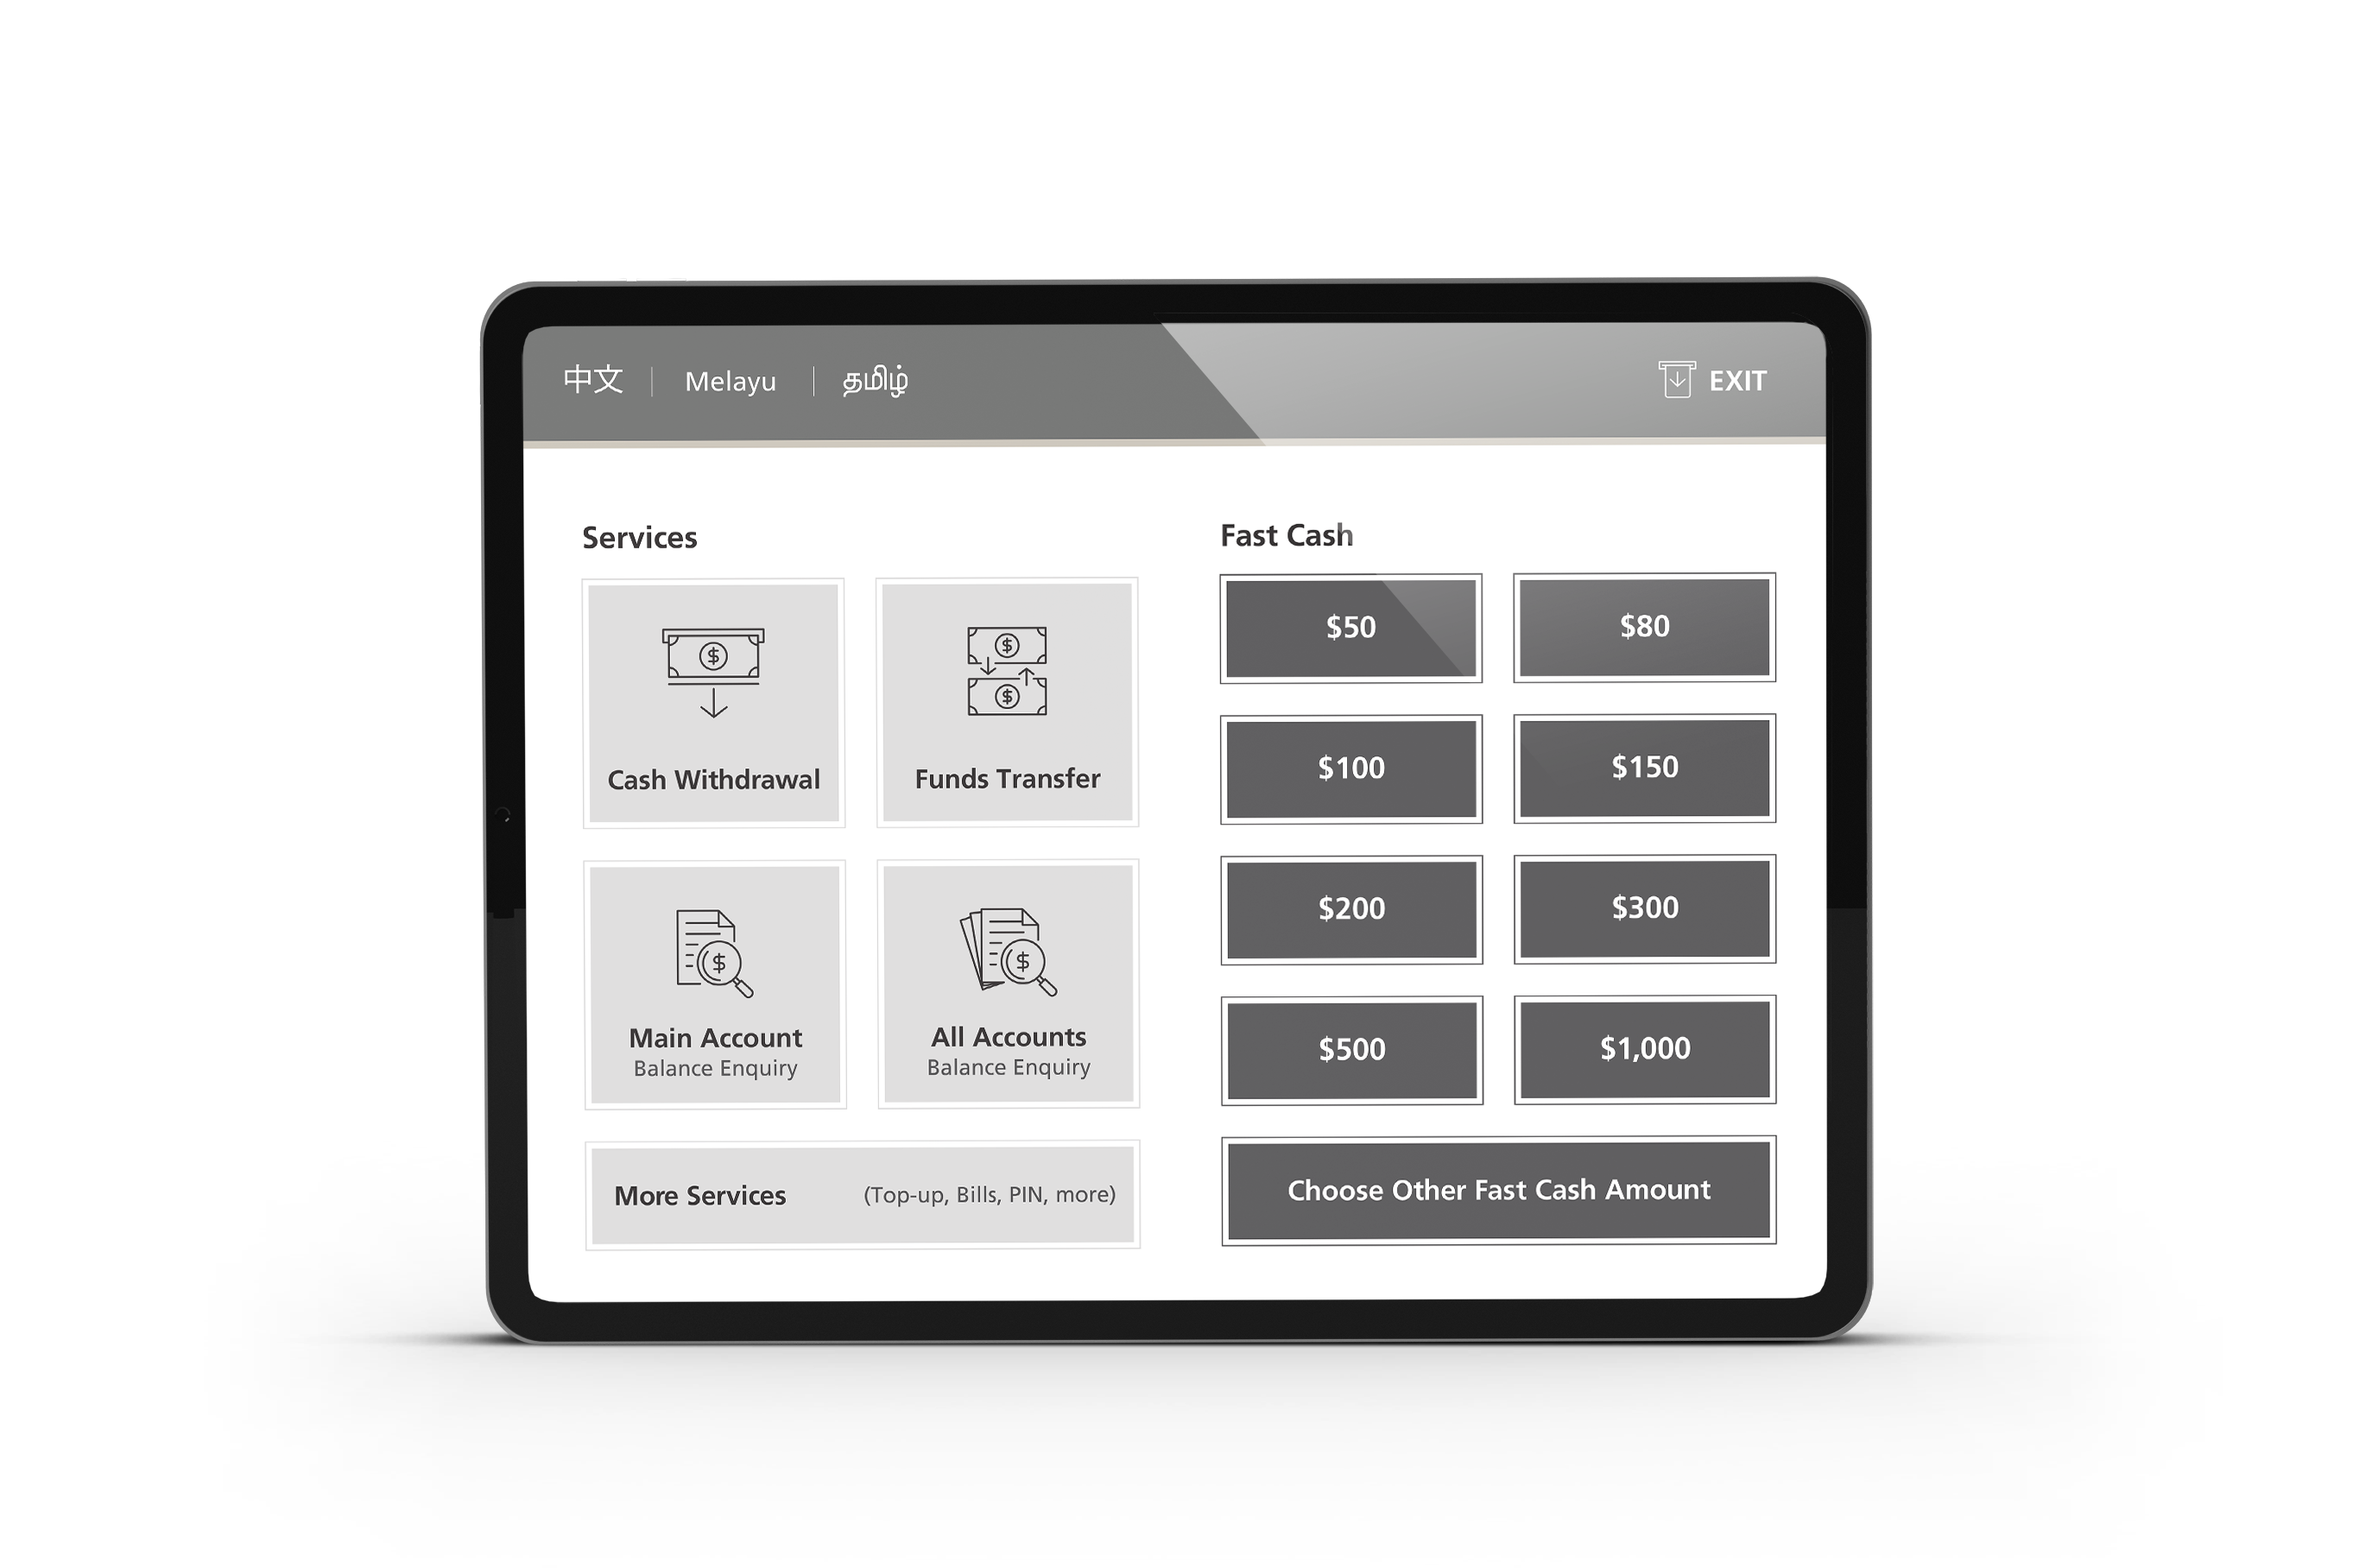 中文 | Melayu | தமிழ்
EXIT
Services
Cash Withdrawal
Funds Transfer
Main Account
Balance Enquiry
All Accounts
Balance Enquiry
More Services (Top-up, Bills, PIN, more)
Fast Cash
$50
$80
$100
$150
$200
$300
$500
$1,000
Choose Other Fast Cash Amount